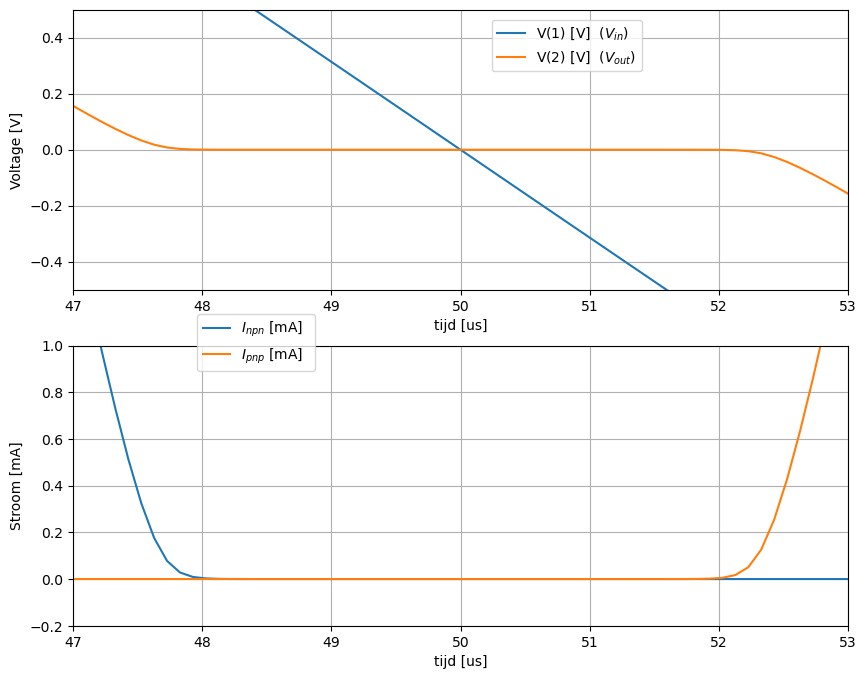 0.4
0.2
0.0
−0.2
−0.4
Voltage [V]
V(1) [V] (V_in)
V(2) [V] (V_out)
47 48 49 50 51 52 53
tijd [us]
I_npn [mA]
I_pnp [mA]
1.0
0.8
0.6
0.4
0.2
0.0
−0.2
Stroom [mA]
47 48 49 50 51 52 53
tijd [us]